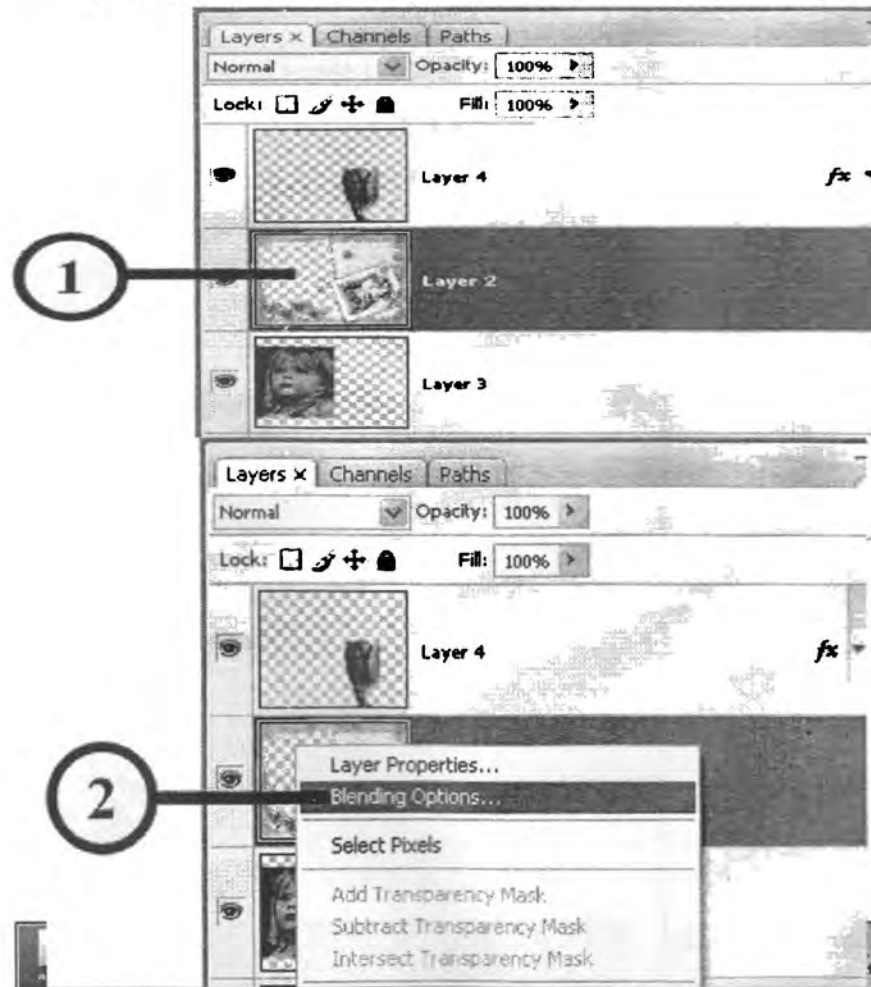 Layers × Channels Paths
Normal Opacity: 100%
Lock: Fill: 100%
Layer 4 fx
1
Layer 2
Layer 3
Layers × Channels Paths
Normal Opacity: 100%
Lock: Fill: 100%
Layer 4 fx
2
Layer Properties...
Blending Options...
Select Pixels
Add Transparency Mask
Subtract Transparency Mask
Intersect Transparency Mask